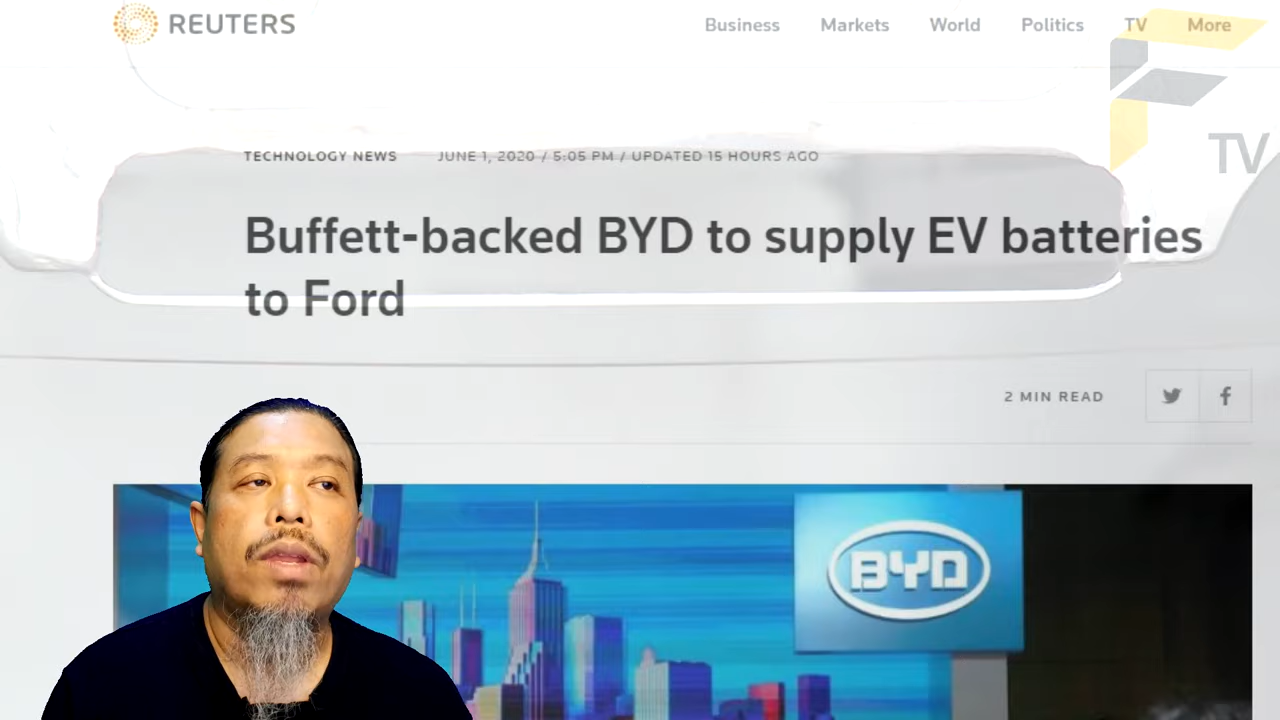 REUTERS
Business Markets World Politics TV More
TV
TECHNOLOGY NEWS JUNE 1, 2020 / 5:05 PM / UPDATED 15 HOURS AGO
Buffett-backed BYD to supply EV batteries
to Ford
2 MIN READ
BYD